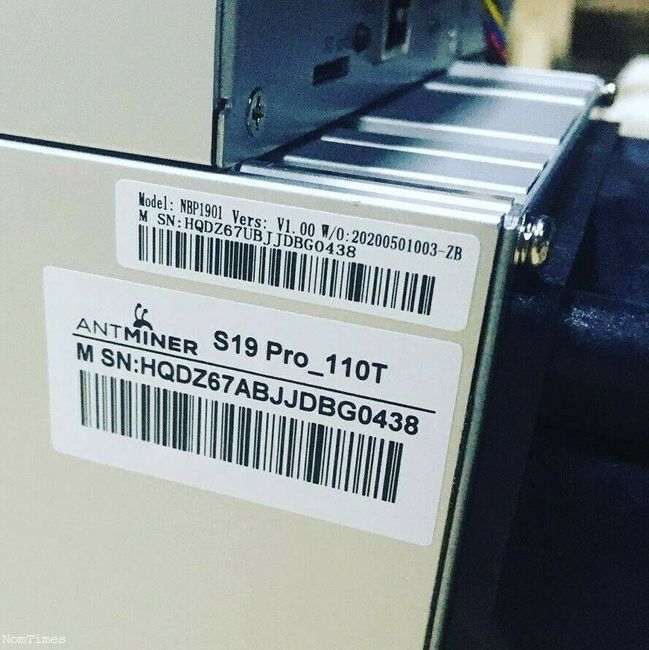 Model: NBP1901 Vers: V1.00 W/O:20200501003-ZB
M SN:HQDZ67UBJJDBG0438
ANTMINER S19 Pro_110T
M SN:HQDZ67ABJJDBG0438
NomTimes